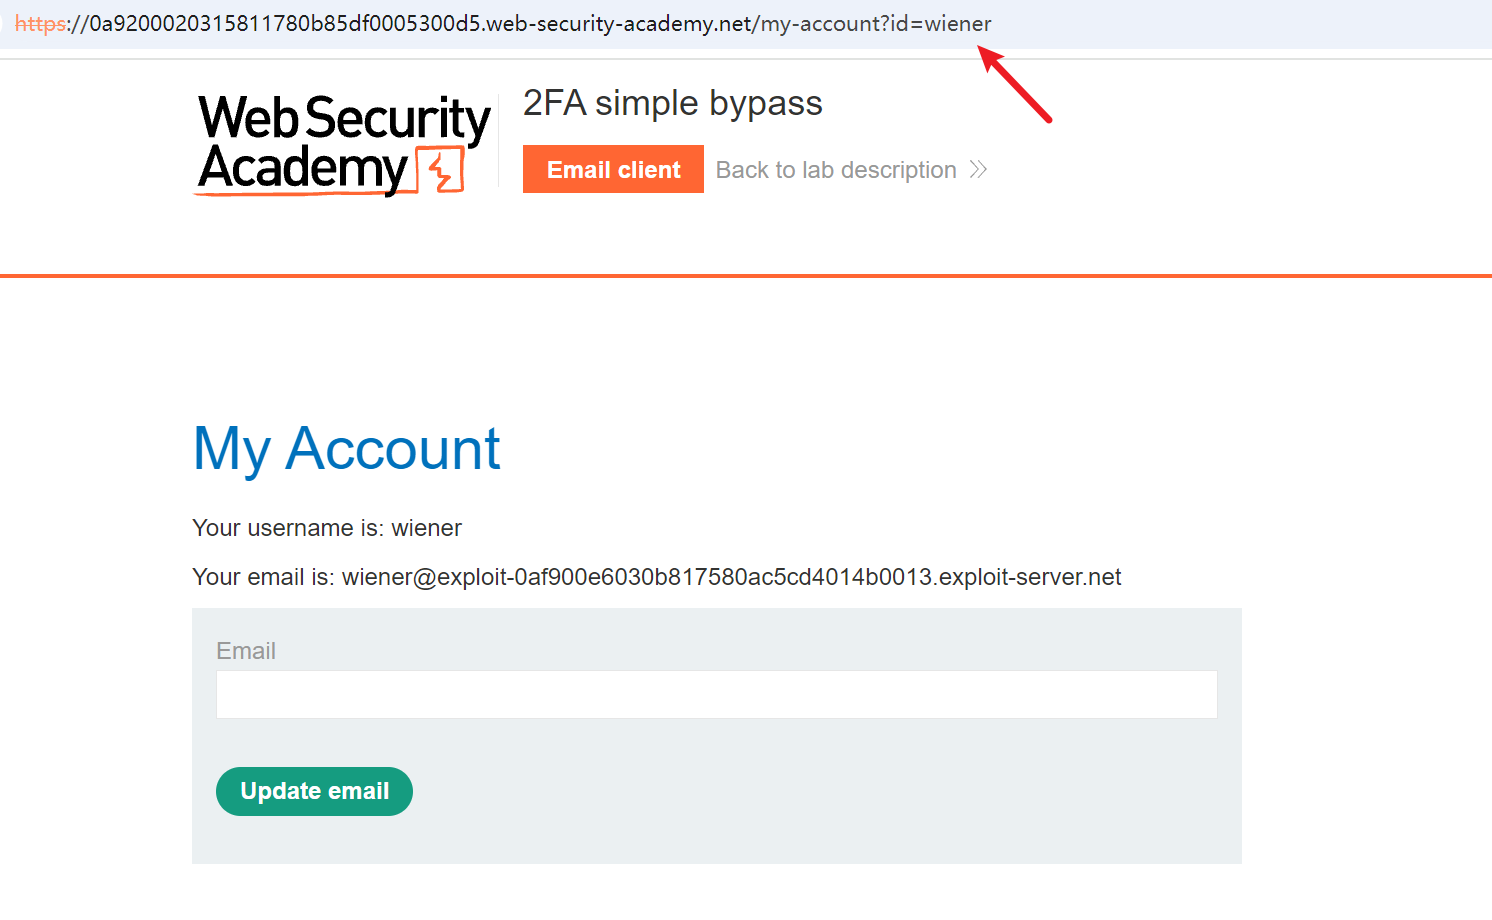 https://0a9200020315811780b85df0005300d5.web-security-academy.net/my-account?id=wiener
Web Security
Academy
2FA simple bypass
Email client
Back to lab description
My Account
Your username is: wiener
Your email is: wiener@exploit-0af900e6030b817580ac5cd4014b0013.exploit-server.net
Email
Update email